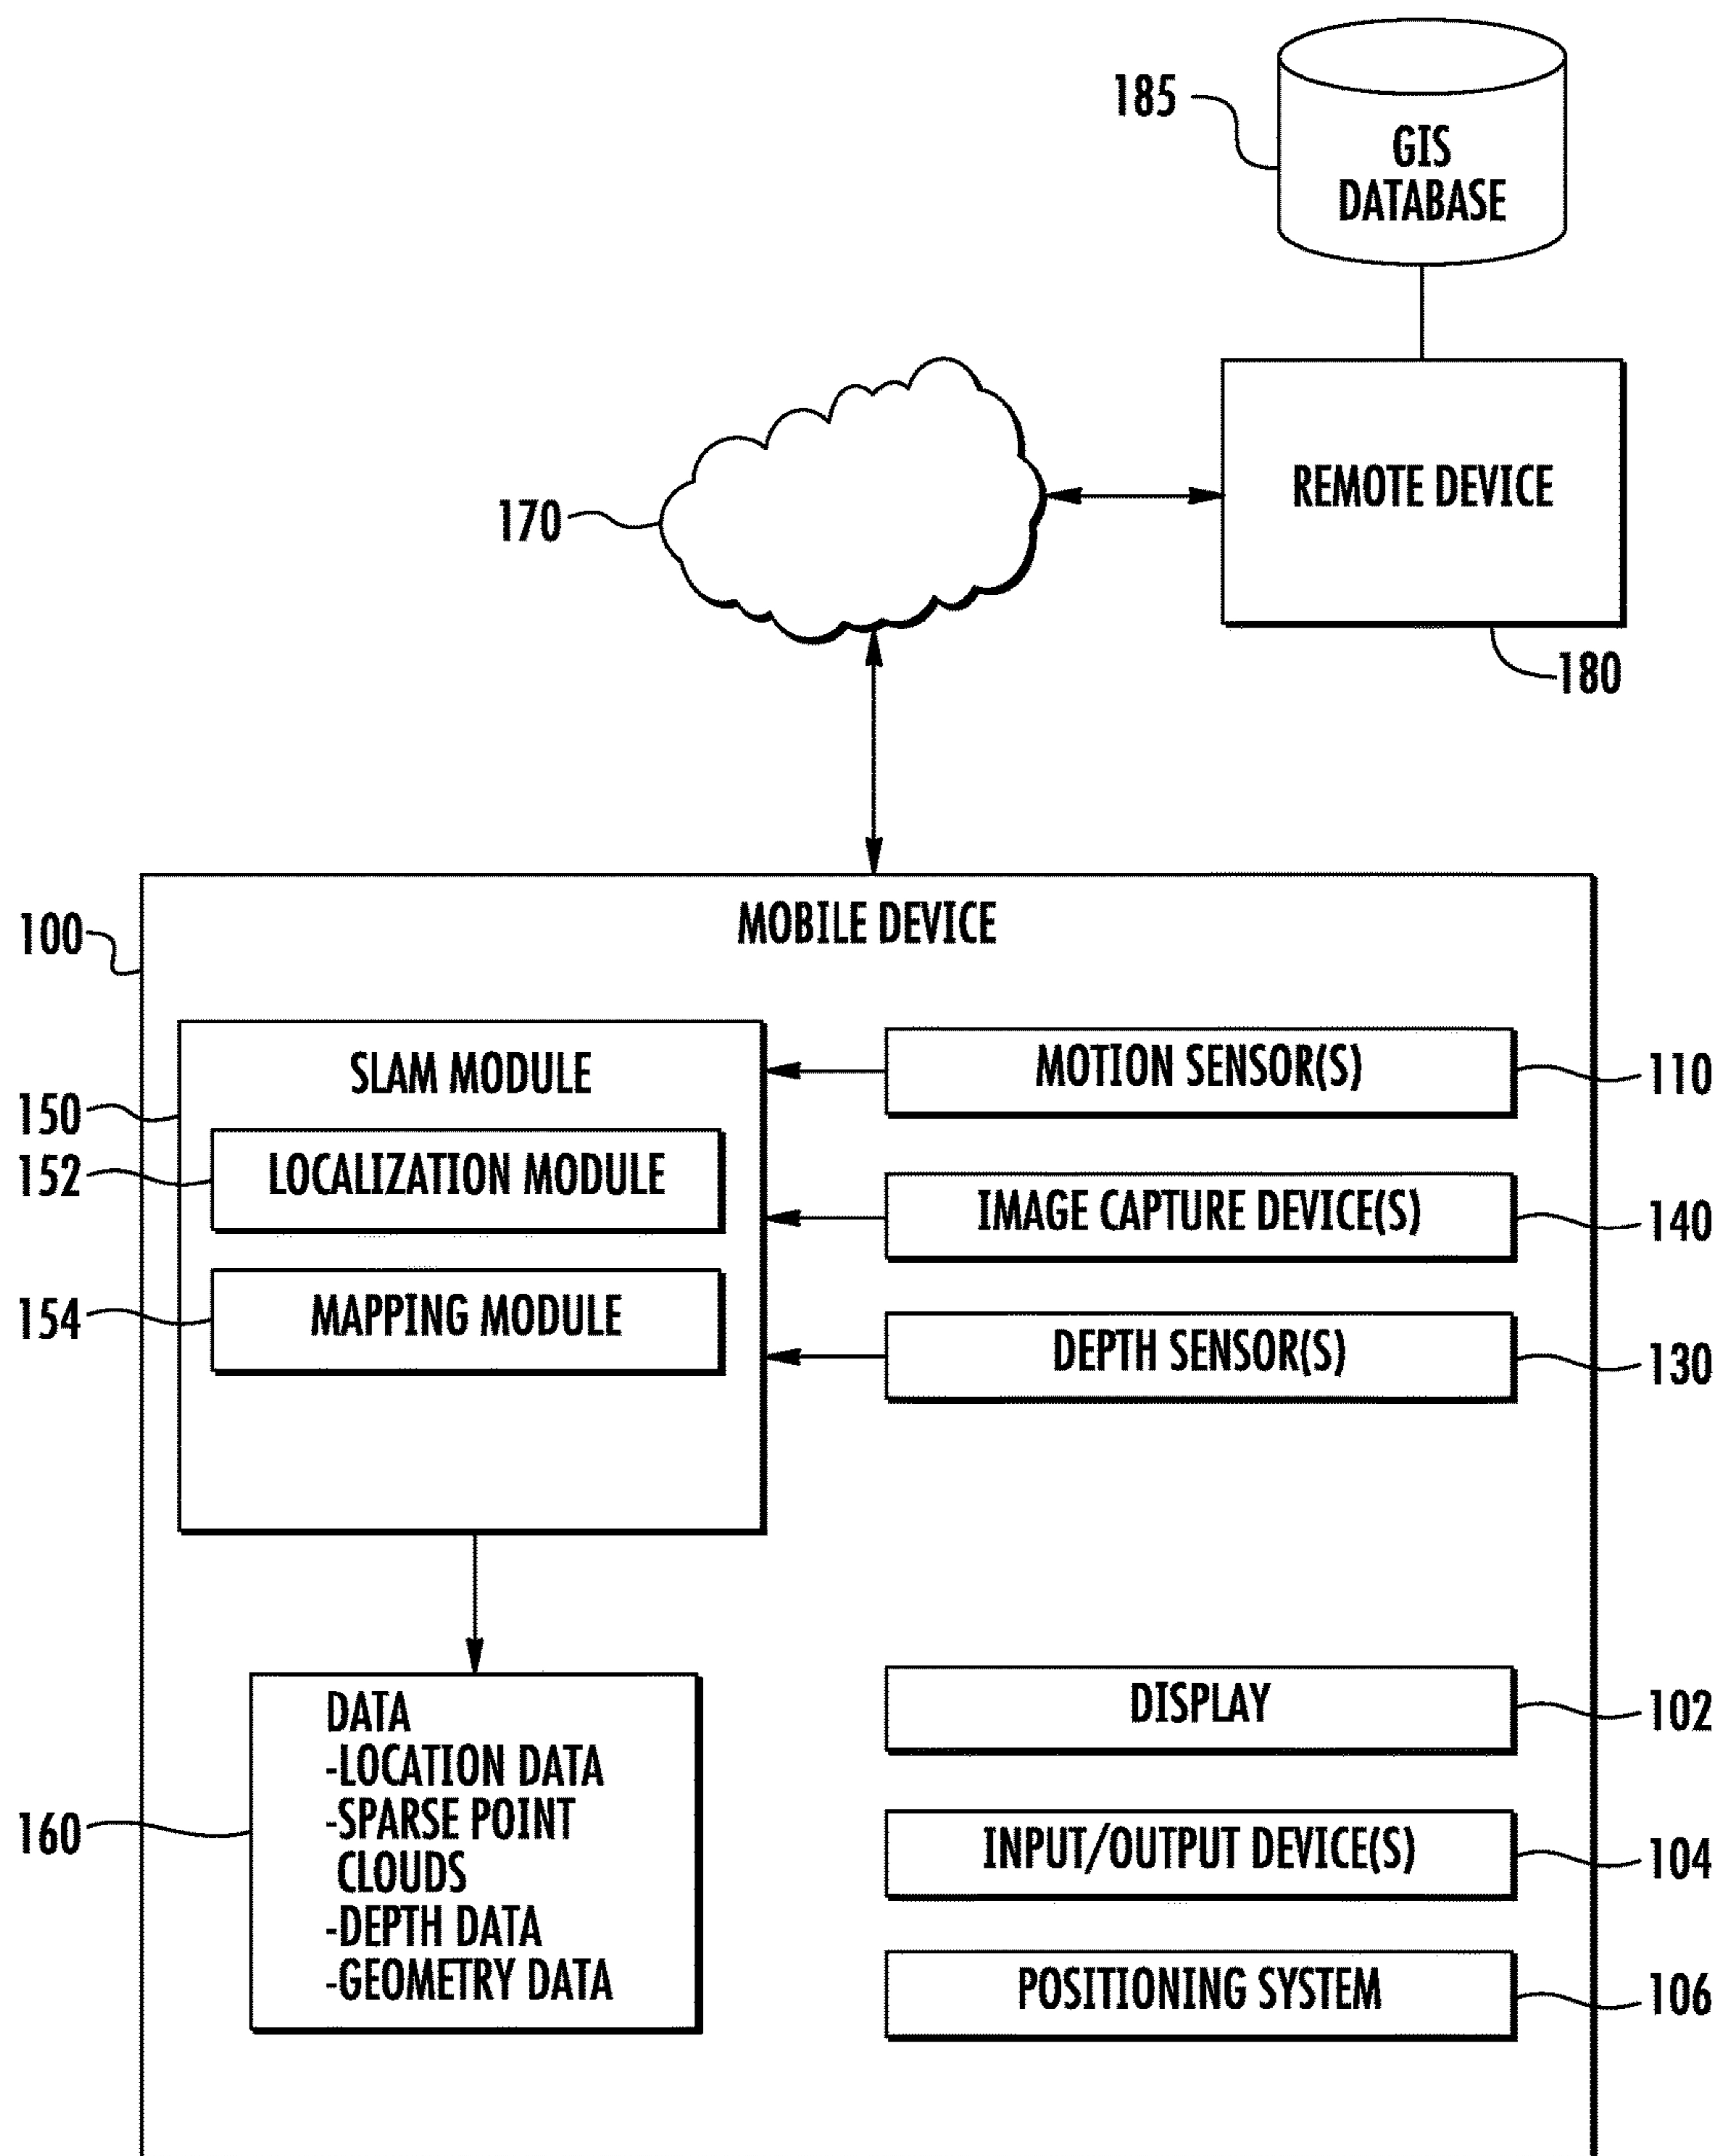 185
GIS
DATABASE
REMOTE DEVICE
170
180
MOBILE DEVICE
100
SLAM MODULE
MOTION SENSOR(S)
110
150
LOCALIZATION MODULE
152
IMAGE CAPTURE DEVICE(S)
140
MAPPING MODULE
154
DEPTH SENSOR(S)
130
DATA
-LOCATION DATA
-SPARSE POINT
CLOUDS
-DEPTH DATA
-GEOMETRY DATA
160
DISPLAY
102
INPUT/OUTPUT DEVICE(S)
104
POSITIONING SYSTEM
106